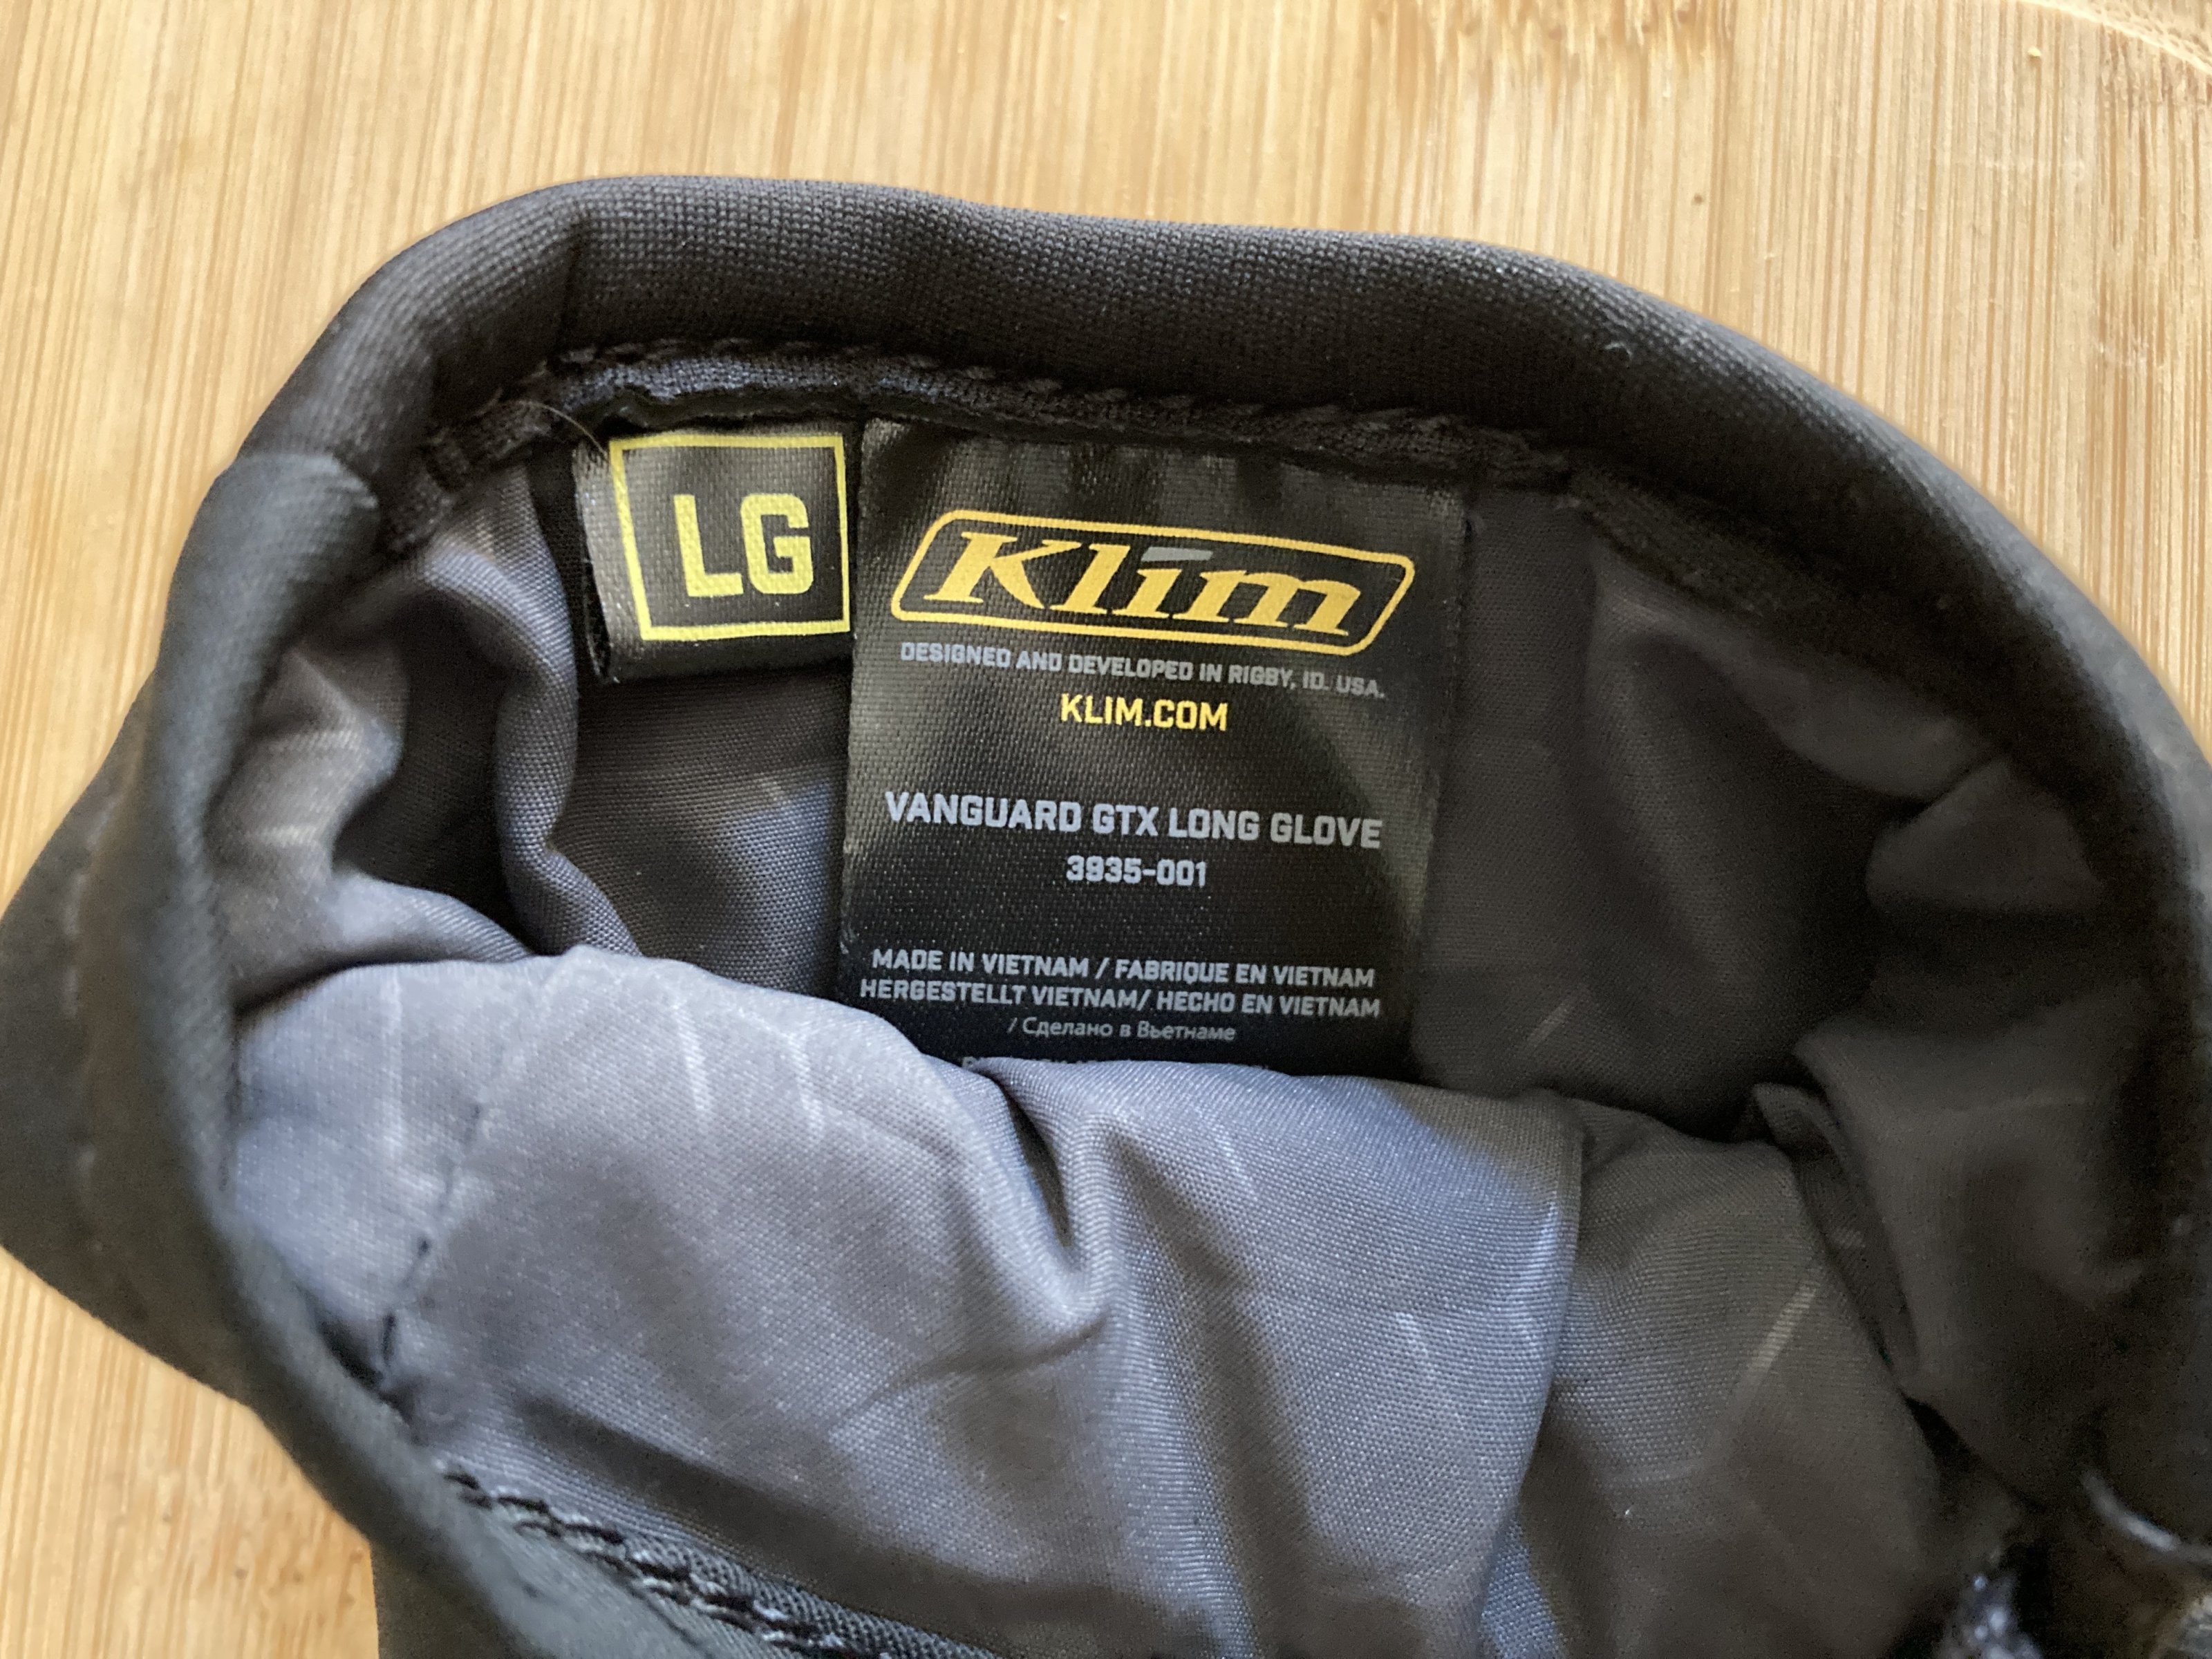 LG
Klim
DESIGNED AND DEVELOPED IN RIGBY, ID. USA.
KLIM.COM
VANGUARD GTX LONG GLOVE
3935-001
MADE IN VIETNAM / FABRIQUE EN VIETNAM
HERGESTELLT VIETNAM/ HECHO EN VIETNAM
/ Сделано в Вьетнаме